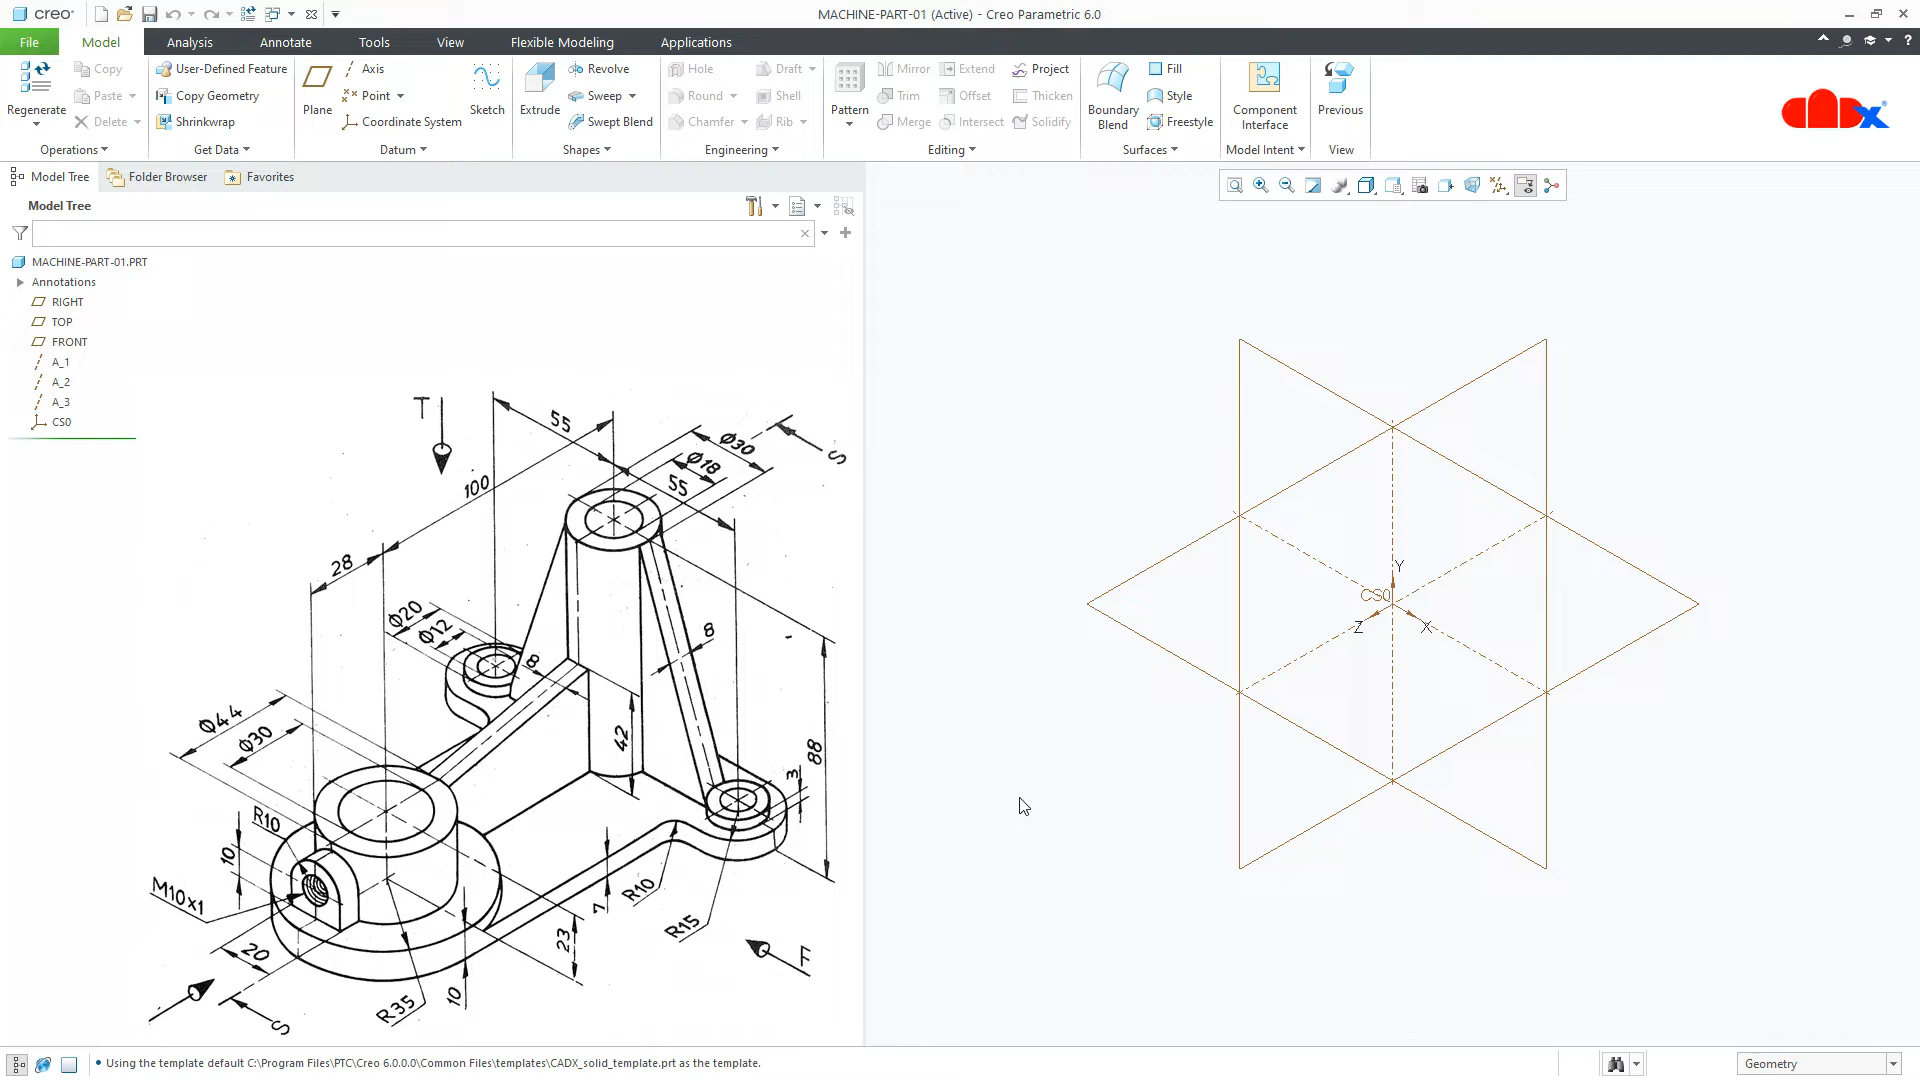 creo
MACHINE-PART-01 (Active) - Creo Parametric 6.0
File Model Analysis Annotate Tools View Flexible Modeling Applications
Regenerate
Copy
Paste
Delete
Operations
User-Defined Feature
Copy Geometry
Shrinkwrap
Get Data
Plane
Axis
Point
Coordinate System
Sketch
Datum
Extrude
Revolve
Sweep
Swept Blend
Shapes
Hole
Round
Chamfer
Draft
Shell
Rib
Engineering
Pattern
Mirror
Trim
Merge
Extend
Offset
Intersect
Project
Thicken
Solidify
Editing
Boundary
Blend
Fill
Style
Freestyle
Surfaces
Component
Interface
Model Intent
Previous
View
CADX
Model Tree Folder Browser Favorites
Model Tree
MACHINE-PART-01.PRT
Annotations
RIGHT
TOP
FRONT
A_1
A_2
A_3
CS0
T
55
100
Φ30
Φ18
55
S
28
Φ20
Φ12
8
8
Φ44
Φ30
42
88
3
R10
10
M10x1
20
R35
10
23
7
R10
R15
F
S
Y
CS0
Z
X
• Using the template default C:\Program Files\PTC\Creo 6.0.0.0\Common Files\templates\CADX_solid_template.prt as the template.
Geometry